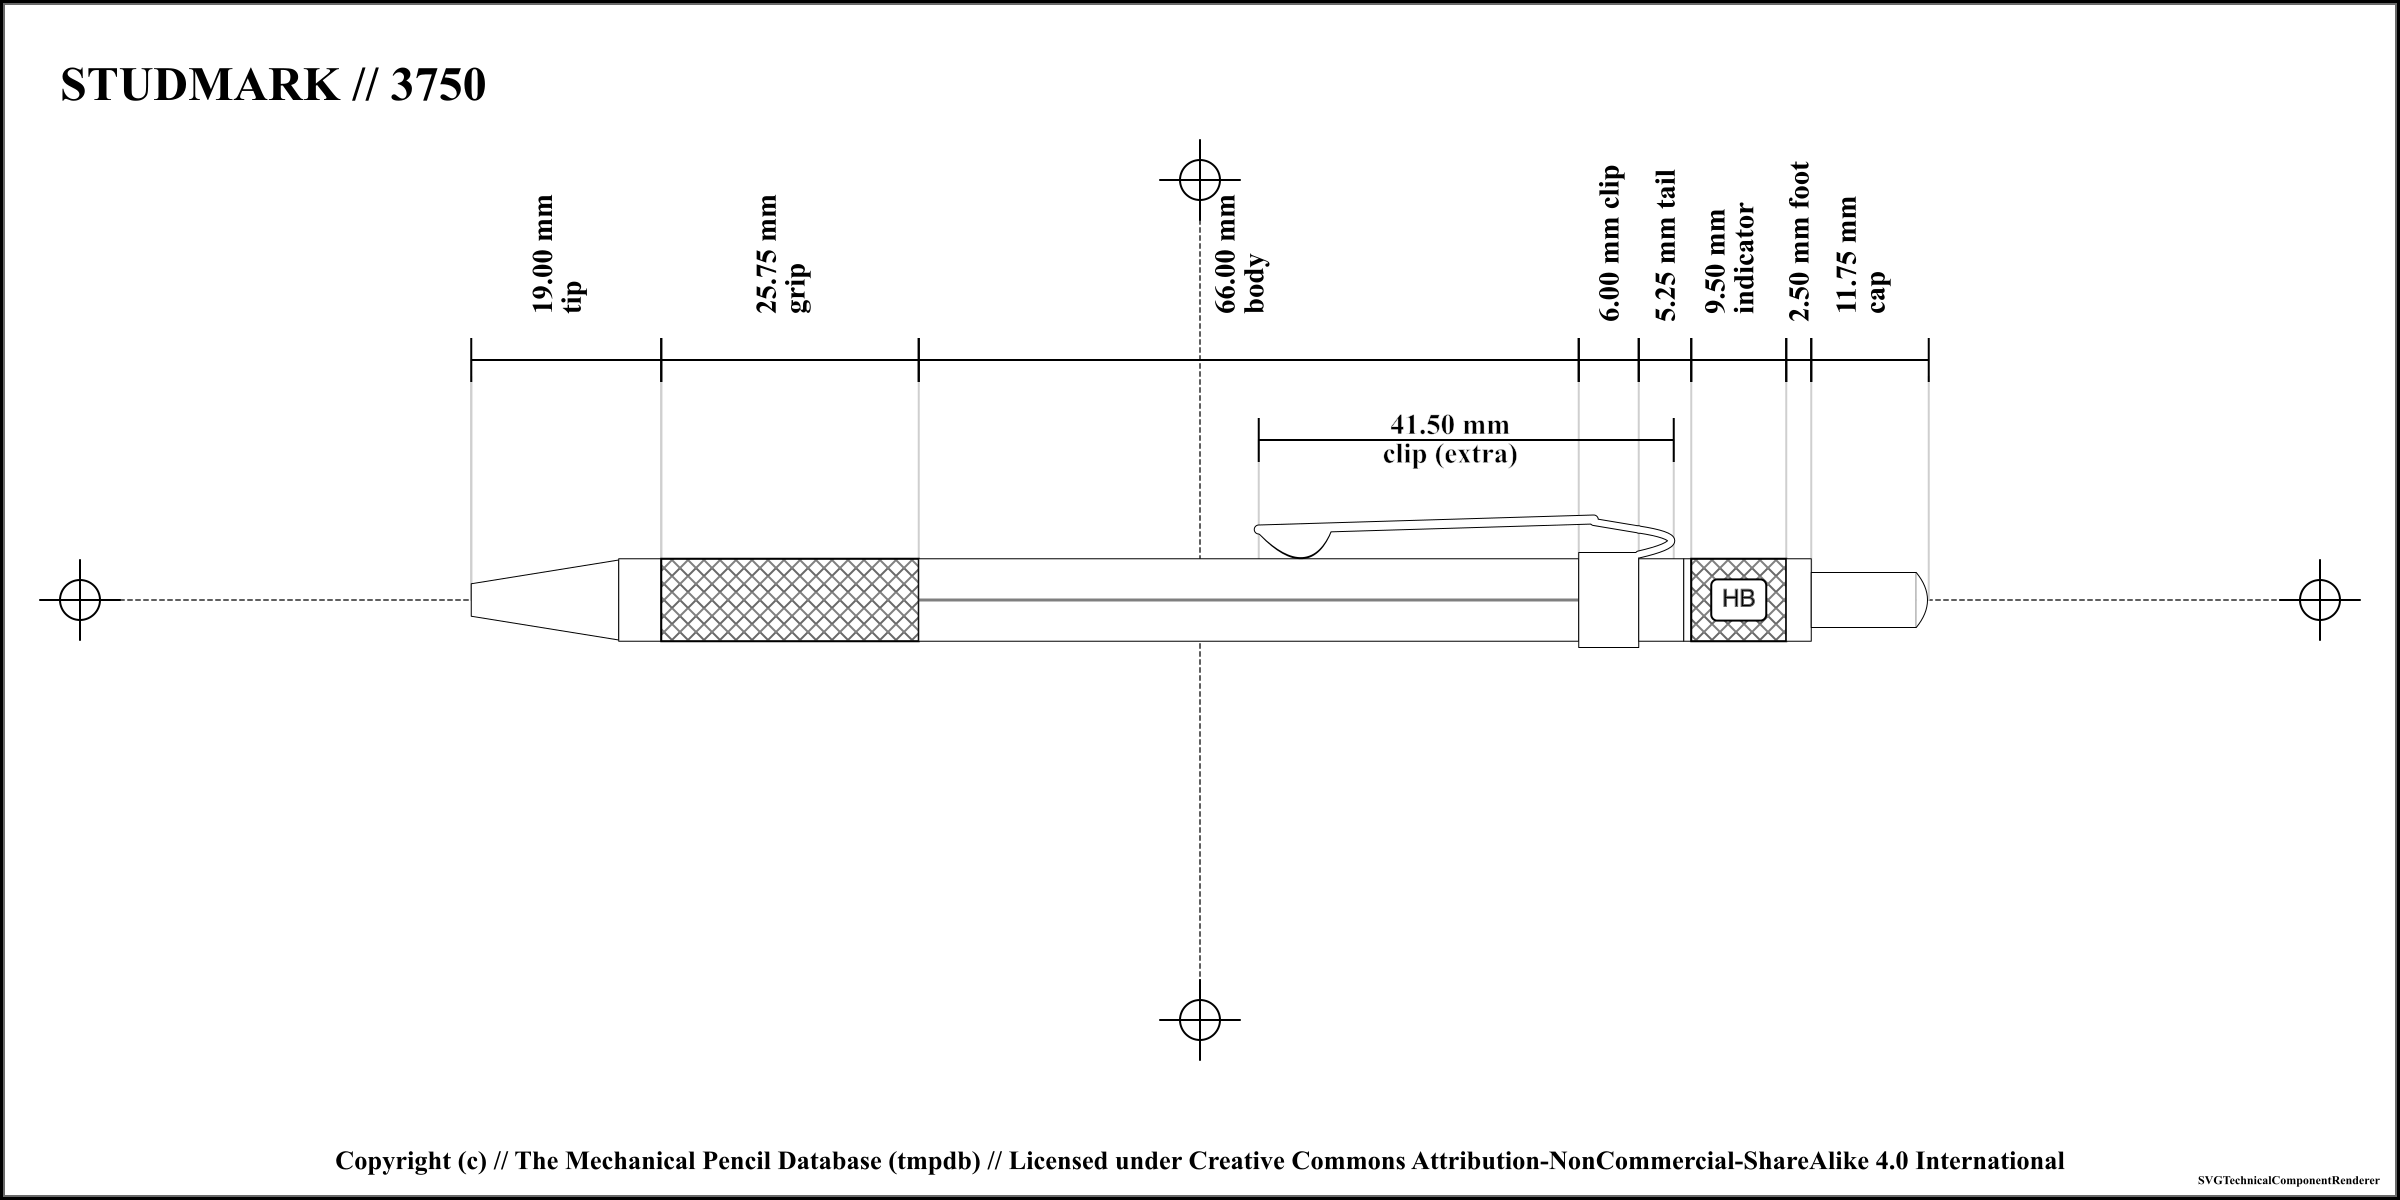 STUDMARK // 3750
19.00 mm
tip
25.75 mm
grip
66.00 mm
body
6.00 mm clip
5.25 mm tail
9.50 mm
indicator
2.50 mm foot
11.75 mm
cap
41.50 mm
clip (extra)
HB
Copyright (c) // The Mechanical Pencil Database (tmpdb) // Licensed under Creative Commons Attribution-NonCommercial-ShareAlike 4.0 International
SVGTechnicalComponentRenderer